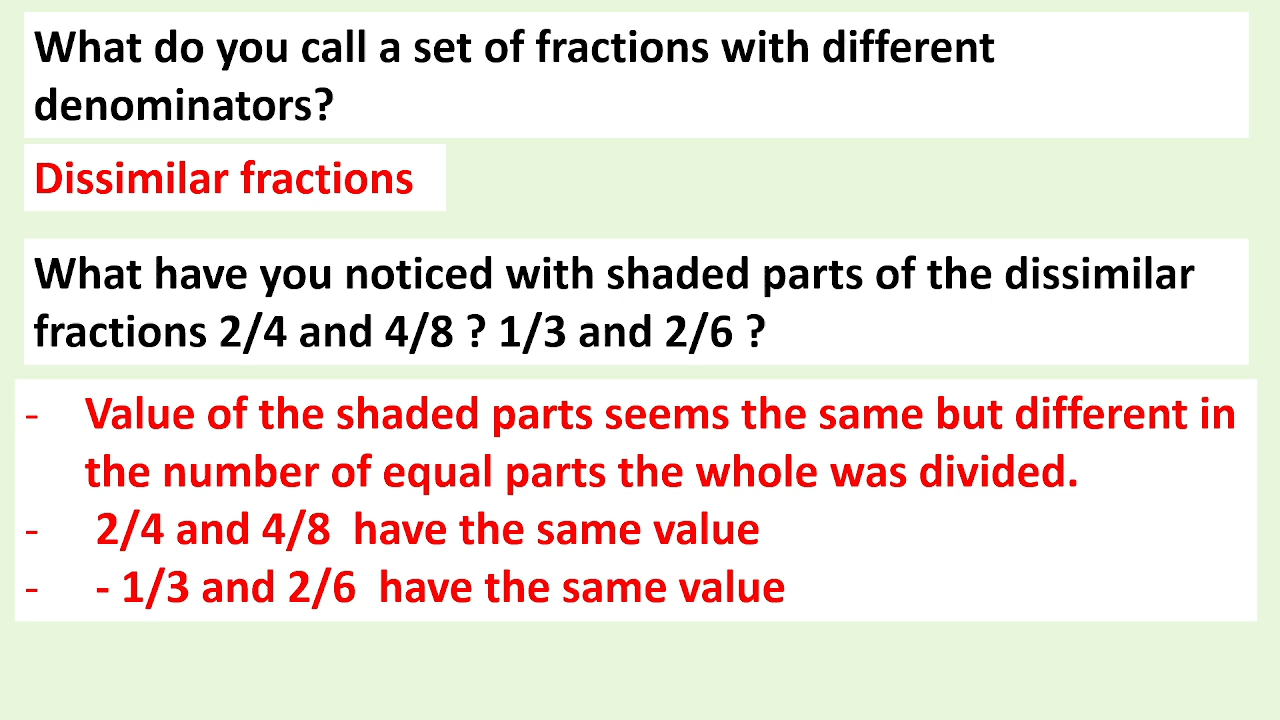 What do you call a set of fractions with different
denominators?
Dissimilar fractions
What have you noticed with shaded parts of the dissimilar
fractions 2/4 and 4/8 ? 1/3 and 2/6 ?
- Value of the shaded parts seems the same but different in
the number of equal parts the whole was divided.
- 2/4 and 4/8 have the same value
- - 1/3 and 2/6 have the same value